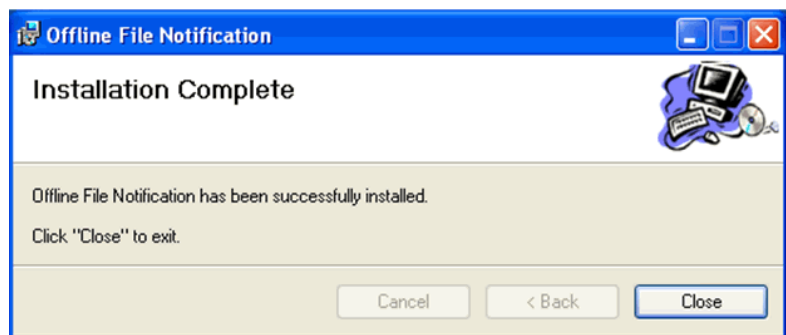 Offline File Notification
Installation Complete
Offline File Notification has been successfully installed.
Click "Close" to exit.
Cancel
< Back
Close